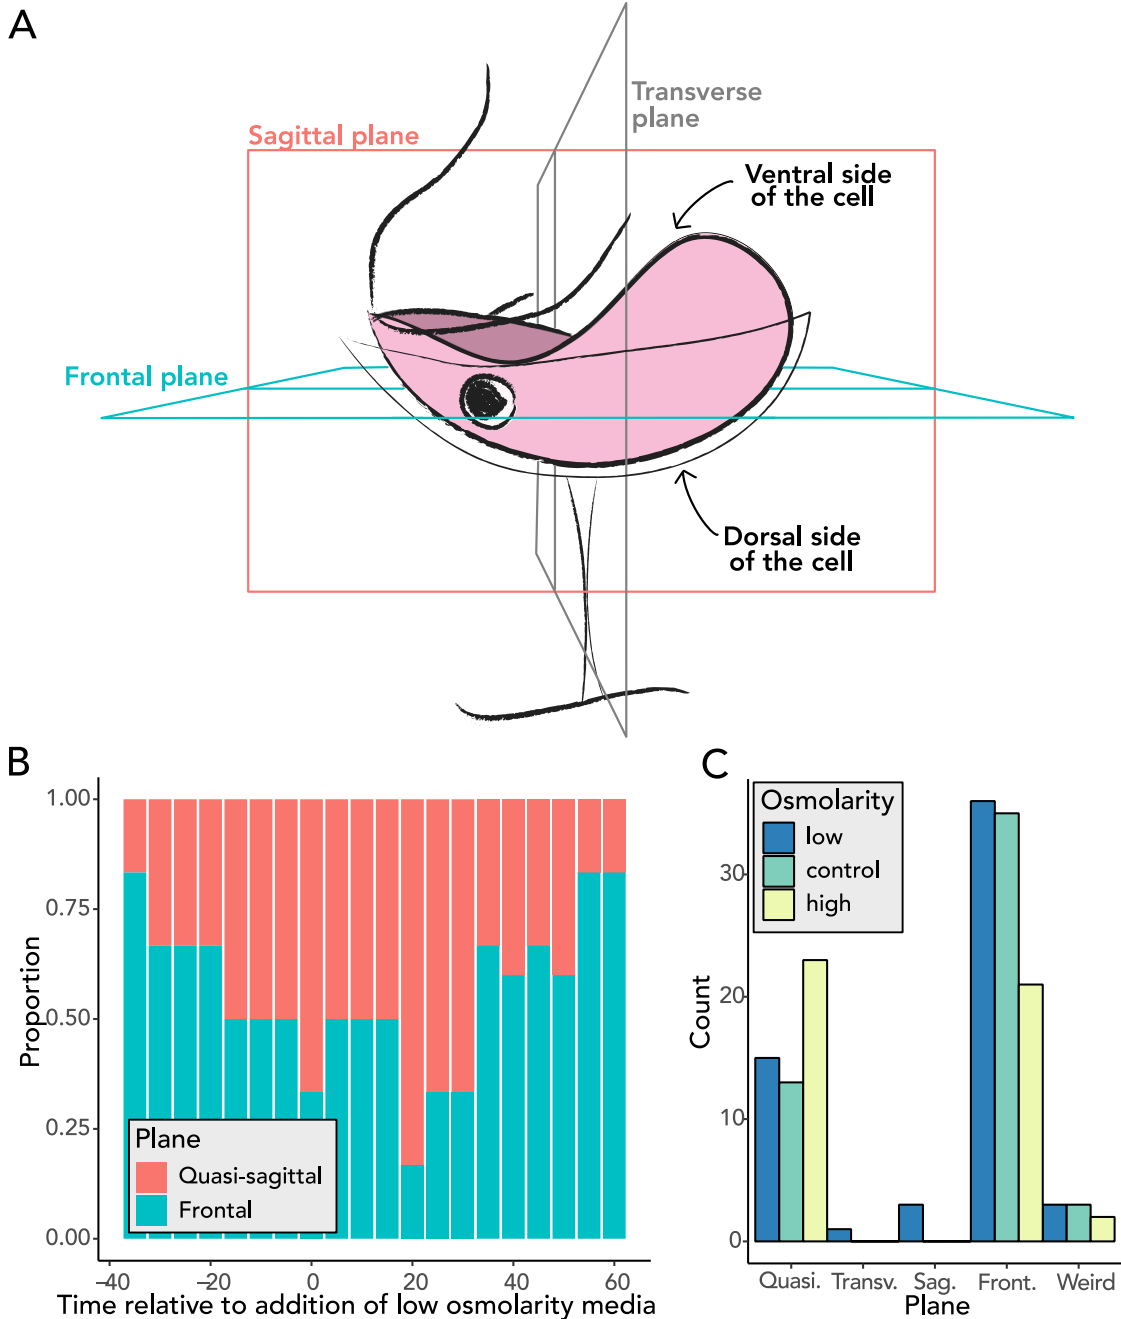 A
Transverse
plane
Sagittal plane
Ventral side
of the cell
Frontal plane
Dorsal side
of the cell
B
1.00
0.75
0.50
0.25
0.00
Proportion
Plane
Quasi-sagittal
Frontal
−40
−20
0
20
40
60
Time relative to addition of low osmolarity media
C
Osmolarity
low
control
high
30
20
10
0
Count
Quasi.
Transv.
Sag.
Front.
Weird
Plane